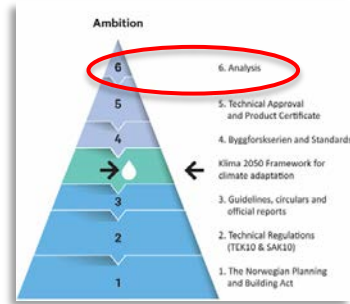 Ambition
6
6. Analysis
5
5. Technical Approval
and Product Certificate
4
4. Byggforskserien and Standards
Klima 2050 Framework for
climate adaptation
3
3. Guidelines, circulars and
official reports
2
2. Technical Regulations
(TEK10 & SAK10)
1
1. The Norwegian Planning
and Building Act